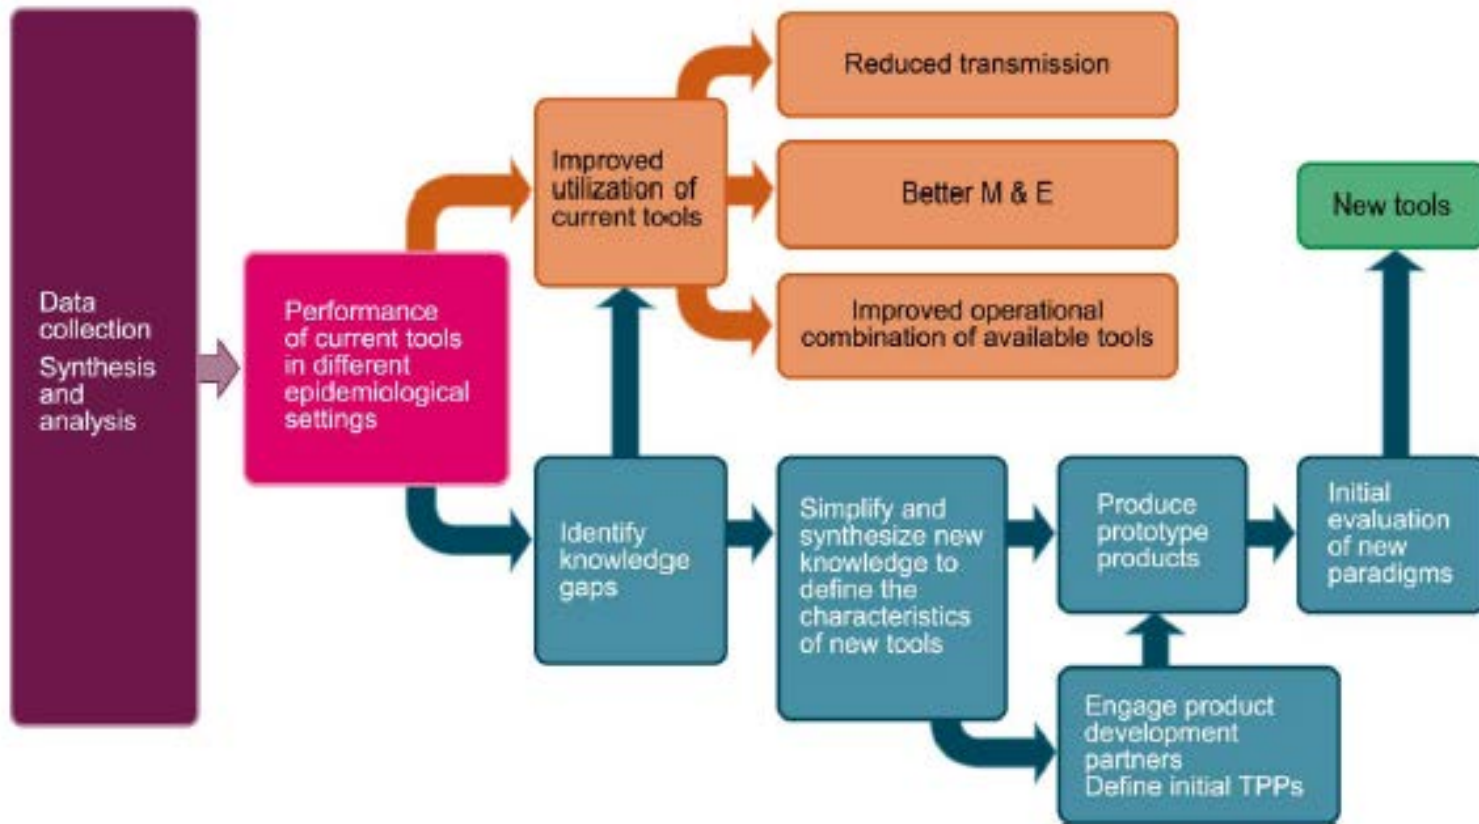 Data
collection
Synthesis
and
analysis
Performance
of current tools
in different
epidemiological
settings
Improved
utilization of
current tools
Reduced transmission
Better M & E
Improved operational
combination of available tools
Identify
knowledge
gaps
Simplify and
synthesize new
knowledge to
define the
characteristics
of new tools
Produce
prototype
products
Engage product
development
partners
Define initial TPPs
Initial
evaluation
of new
paradigms
New tools